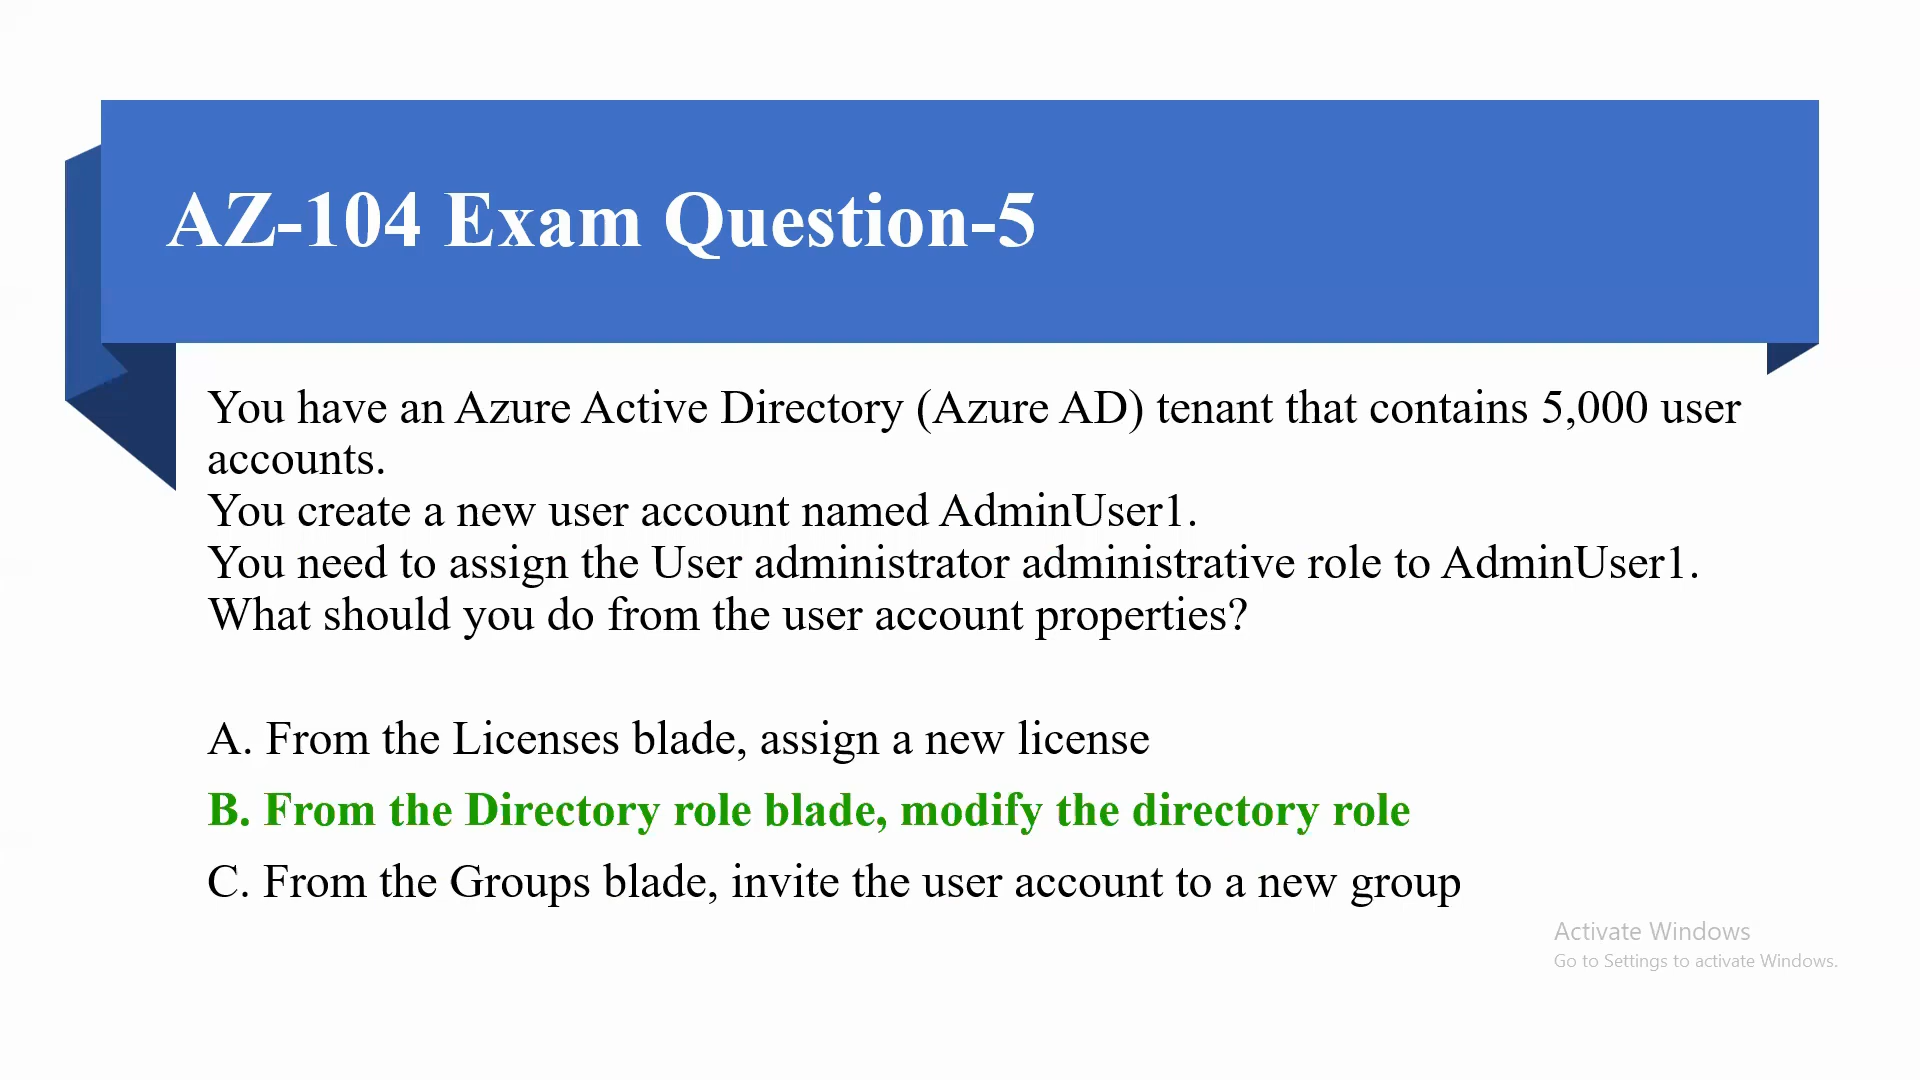 AZ-104 Exam Question-5
You have an Azure Active Directory (Azure AD) tenant that contains 5,000 user
accounts.
You create a new user account named AdminUser1.
You need to assign the User administrator administrative role to AdminUser1.
What should you do from the user account properties?
A. From the Licenses blade, assign a new license
B. From the Directory role blade, modify the directory role
C. From the Groups blade, invite the user account to a new group
Activate Windows
Go to Settings to activate Windows.